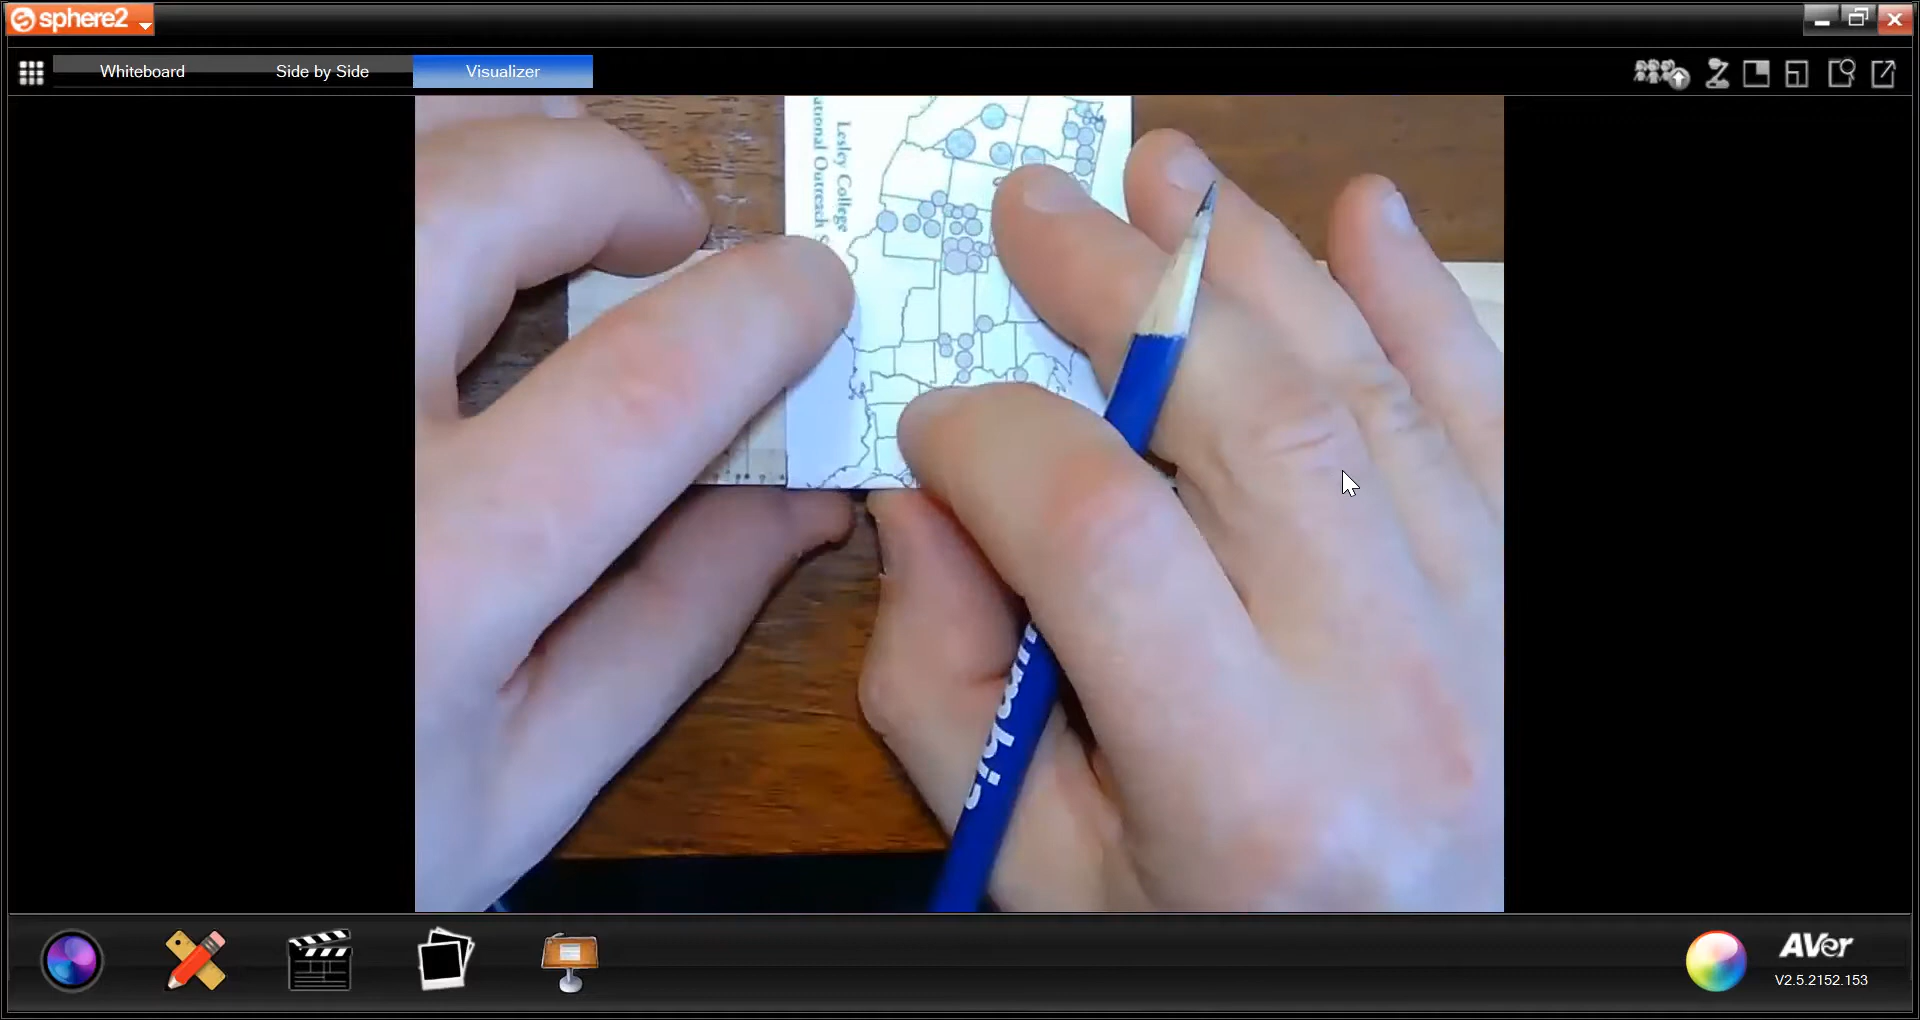 sphere2
Whiteboard
Side by Side
Visualizer
Lesley College
ational Outreach
AVer
V2.5.2152.153